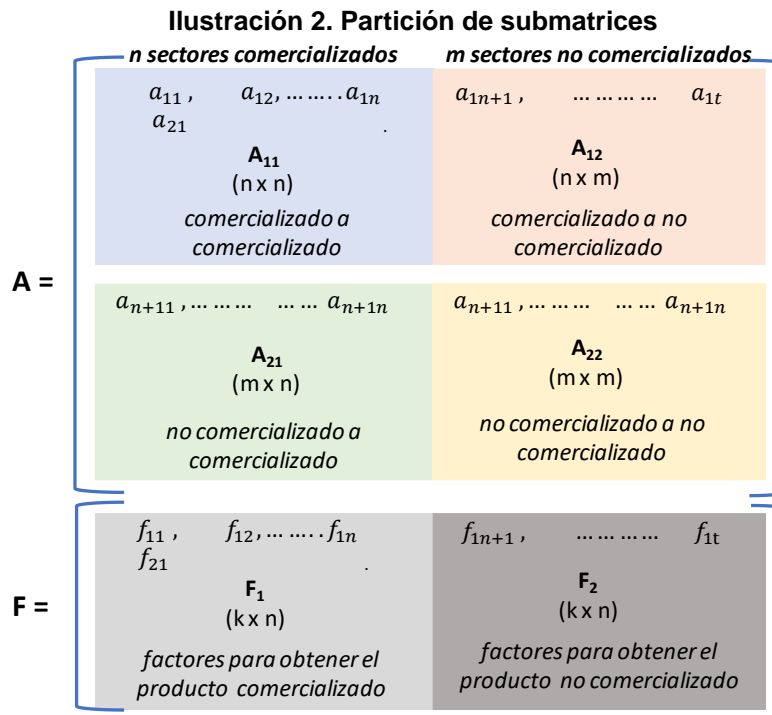 Ilustración 2. Partición de submatrices
n sectores comercializados m sectores no comercializados
a₁₁ , a₁₂, … … . . a₁ₙ a₁ₙ₊₁ , … … … … a₁ₜ
a₂₁ .
A₁₁ A₁₂
(n x n) (n x m)
comercializado a comercializado a no
comercializado comercializado
A =
aₙ₊₁₁ , … … … … … aₙ₊₁ₙ aₙ₊₁₁ , … … … … … aₙ₊₁ₙ
A₂₁ A₂₂
(m x n) (m x m)
no comercializado a no comercializado a no
comercializado comercializado
f₁₁ , f₁₂, … … . . f₁ₙ f₁ₙ₊₁ , … … … … f₁ₜ
f₂₁ .
F =
F₁ F₂
(k x n) (k x n)
factores para obtener el factores para obtener el
producto comercializado producto no comercializado